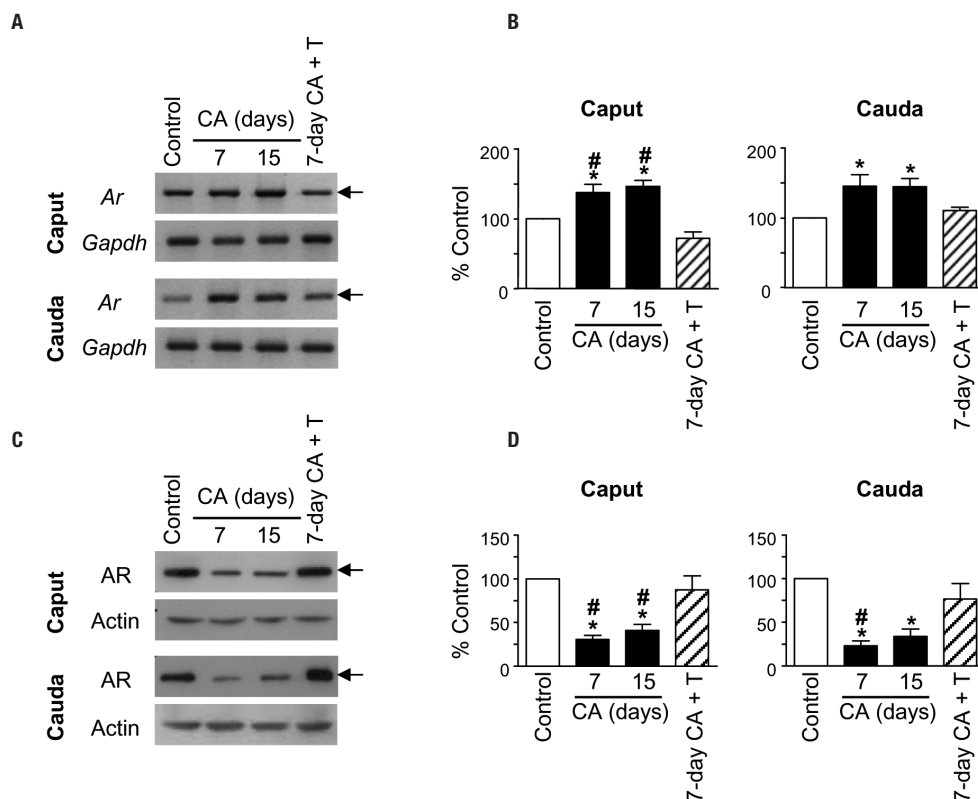 A
Control
CA (days)
7 15
7-day CA + T
Caput
Ar
Gapdh
Cauda
Ar
Gapdh
B
Caput
% Control
200
100
0
# *
# *
Control
7 15
CA (days)
7-day CA + T
Cauda
200
100
0
*
*
Control
7 15
CA (days)
7-day CA + T
C
Control
CA (days)
7 15
7-day CA + T
Caput
AR
Actin
Cauda
AR
Actin
D
Caput
% Control
150
100
50
0
# *
# *
Control
7 15
CA (days)
7-day CA + T
Cauda
150
100
50
0
# *
*
Control
7 15
CA (days)
7-day CA + T